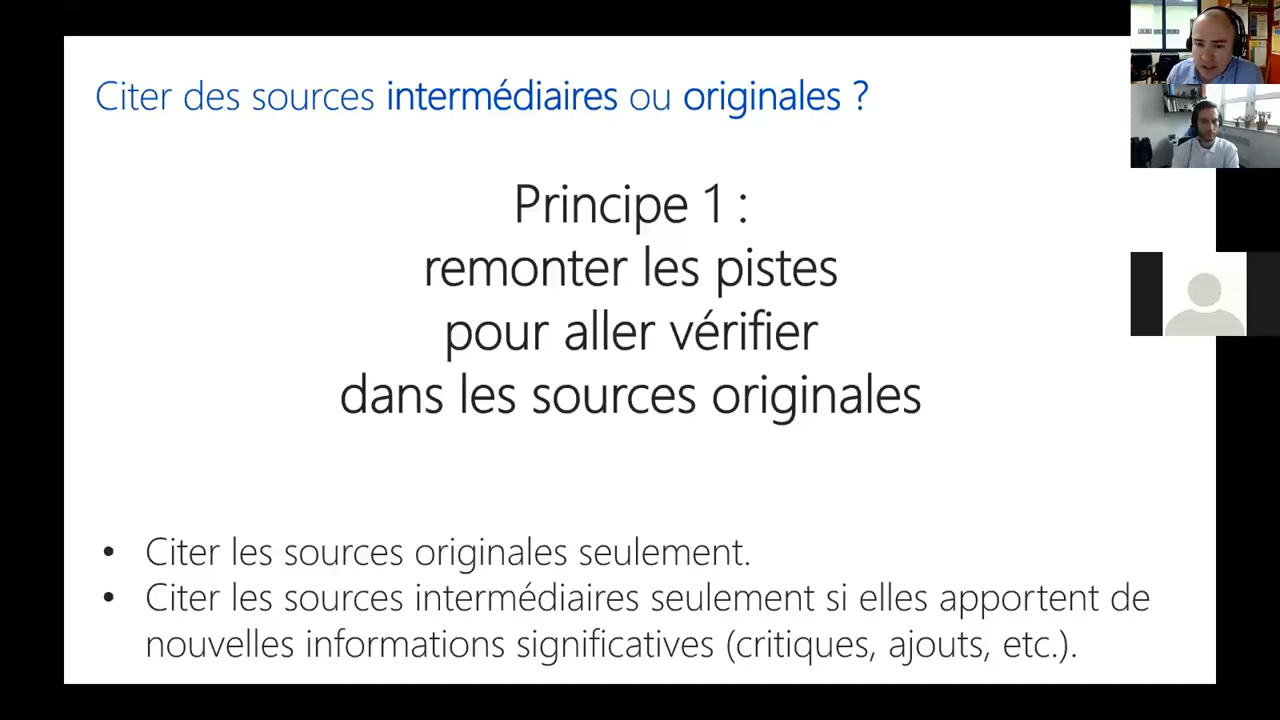 Citer des sources intermédiaires ou originales ?
Principe 1 :
remonter les pistes
pour aller vérifier
dans les sources originales
• Citer les sources originales seulement.
• Citer les sources intermédiaires seulement si elles apportent de
nouvelles informations significatives (critiques, ajouts, etc.).